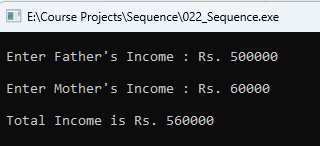 E:\Course Projects\Sequence\022_Sequence.exe
Enter Father's Income : Rs. 500000
Enter Mother's Income : Rs. 60000
Total Income is Rs. 560000